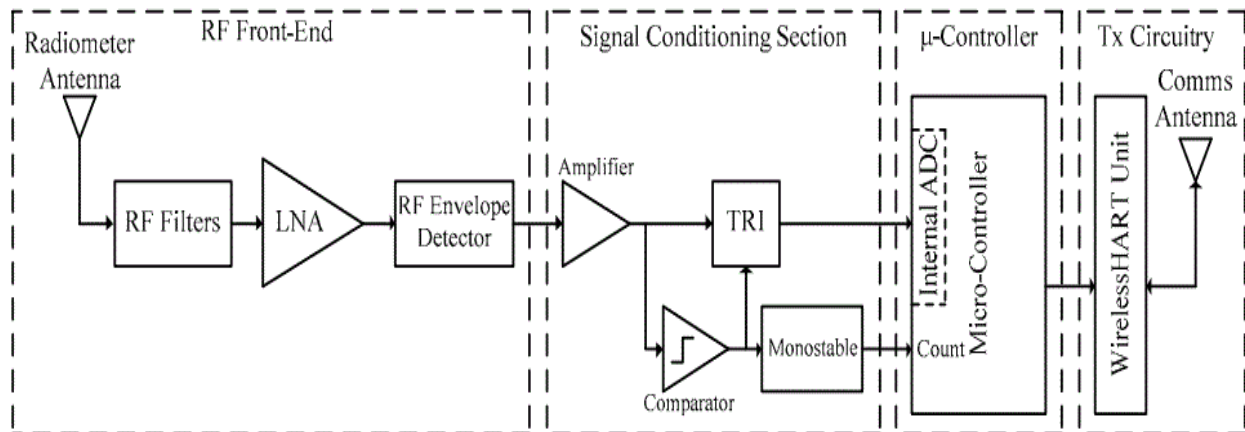 RF Front-End
Radiometer
Antenna
RF Filters
LNA
RF Envelope
Detector
Signal Conditioning Section
Amplifier
TRI
Comparator
Monostable
μ-Controller
Internal ADC
Micro-Controller
Count
Tx Circuitry
Comms
Antenna
WirelessHART Unit